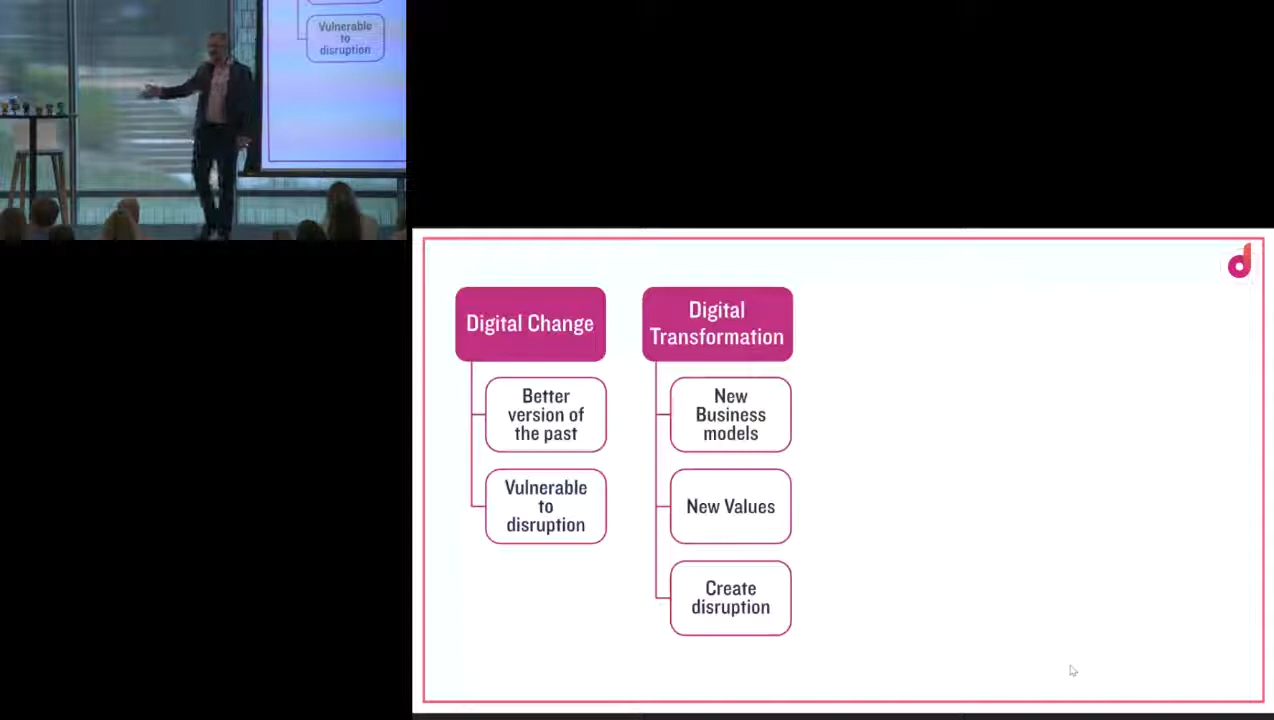 Vulnerable
to
disruption
Digital Change
Better
version of
the past
Vulnerable
to
disruption
Digital
Transformation
New
Business
models
New Values
Create
disruption
d